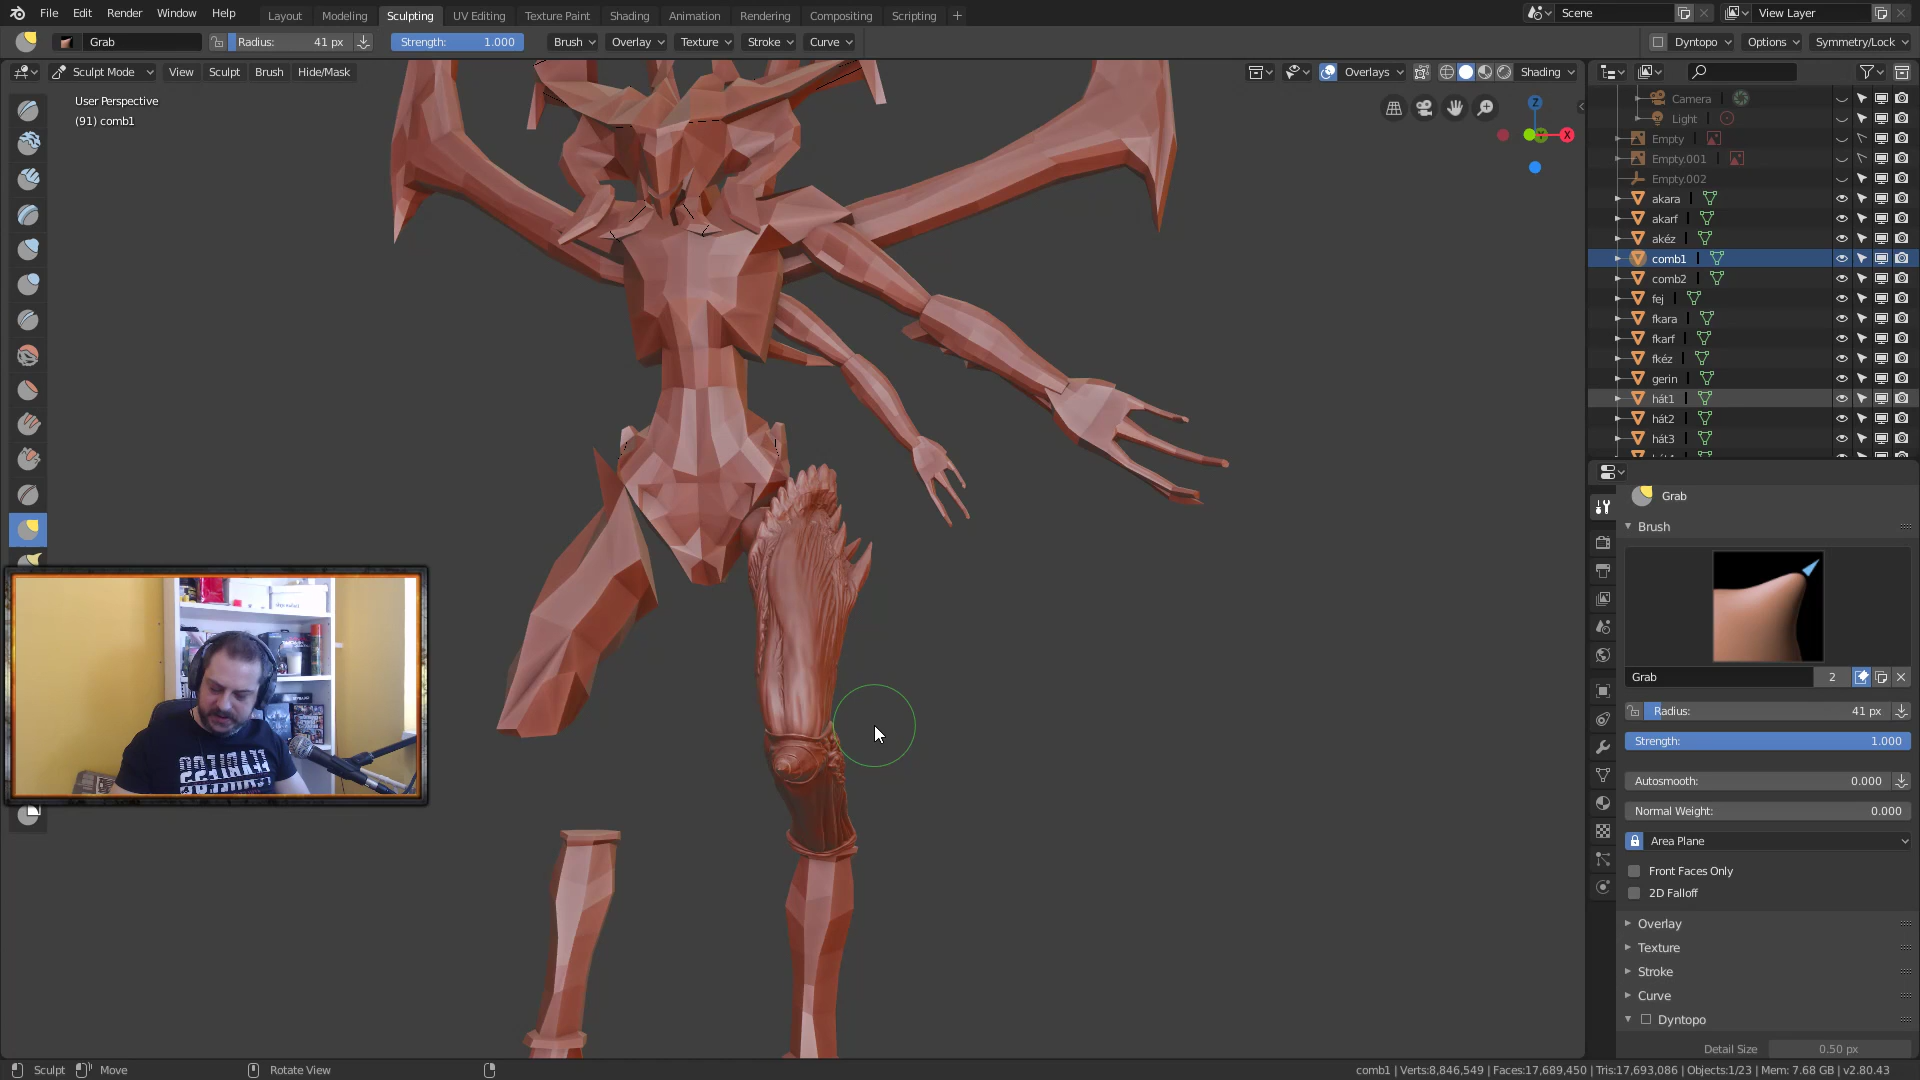 File Edit Render Window Help
Layout Modeling Sculpting UV Editing Texture Paint Shading Animation Rendering Compositing Scripting
Scene
View Layer
Grab
Radius: 41 px
Strength: 1.000
Brush Overlay Texture Stroke Curve
Dyntopo Options Symmetry/Lock
Sculpt Mode View Sculpt Brush Hide/Mask
Overlays Shading
User Perspective
(91) comb1
Z
X
Camera
Light
Empty
Empty.001
Empty.002
akara
akarf
akéz
comb1
comb2
fej
fkara
fkarf
fkéz
gerin
hát1
hát2
hát3
Grab
Brush
Grab 2
Radius: 41 px
Strength: 1.000
Autosmooth: 0.000
Normal Weight: 0.000
Area Plane
Front Faces Only
2D Falloff
Overlay
Texture
Stroke
Curve
Dyntopo
Detail Size 0.50 px
Sculpt Move Rotate View
comb1 | Verts:8,846,549 | Faces:17,689,450 | Tris:17,693,086 | Objects:1/23 | Mem: 7.68 GB | v2.80.43